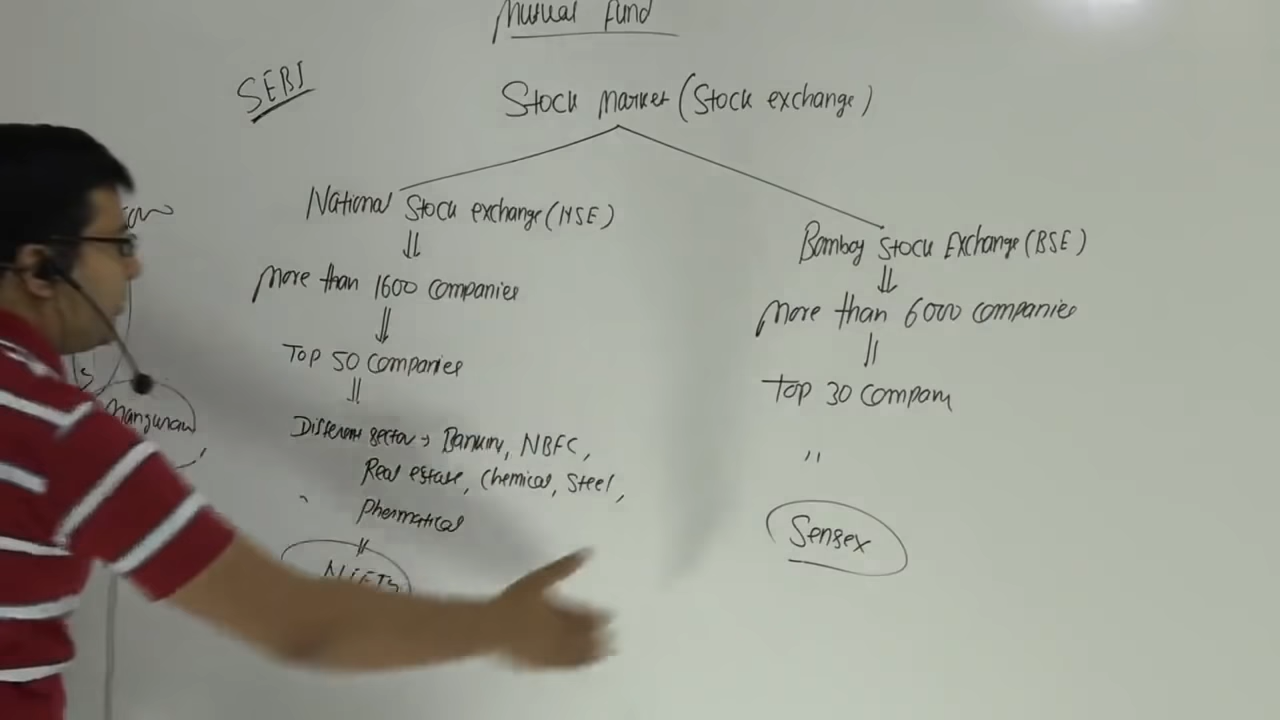 Mutual Fund
SEBI
Stock Market (Stock exchange)
National Stock exchange (NSE)
More than 1600 companies
Top 50 Companies
Different sector → Banking, NBFC,
Real estate, Chemical, Steel,
Phermatical
NIFTY
Bombay Stock Exchange (BSE)
More than 6000 companies
Top 30 Compam
"
Sensex